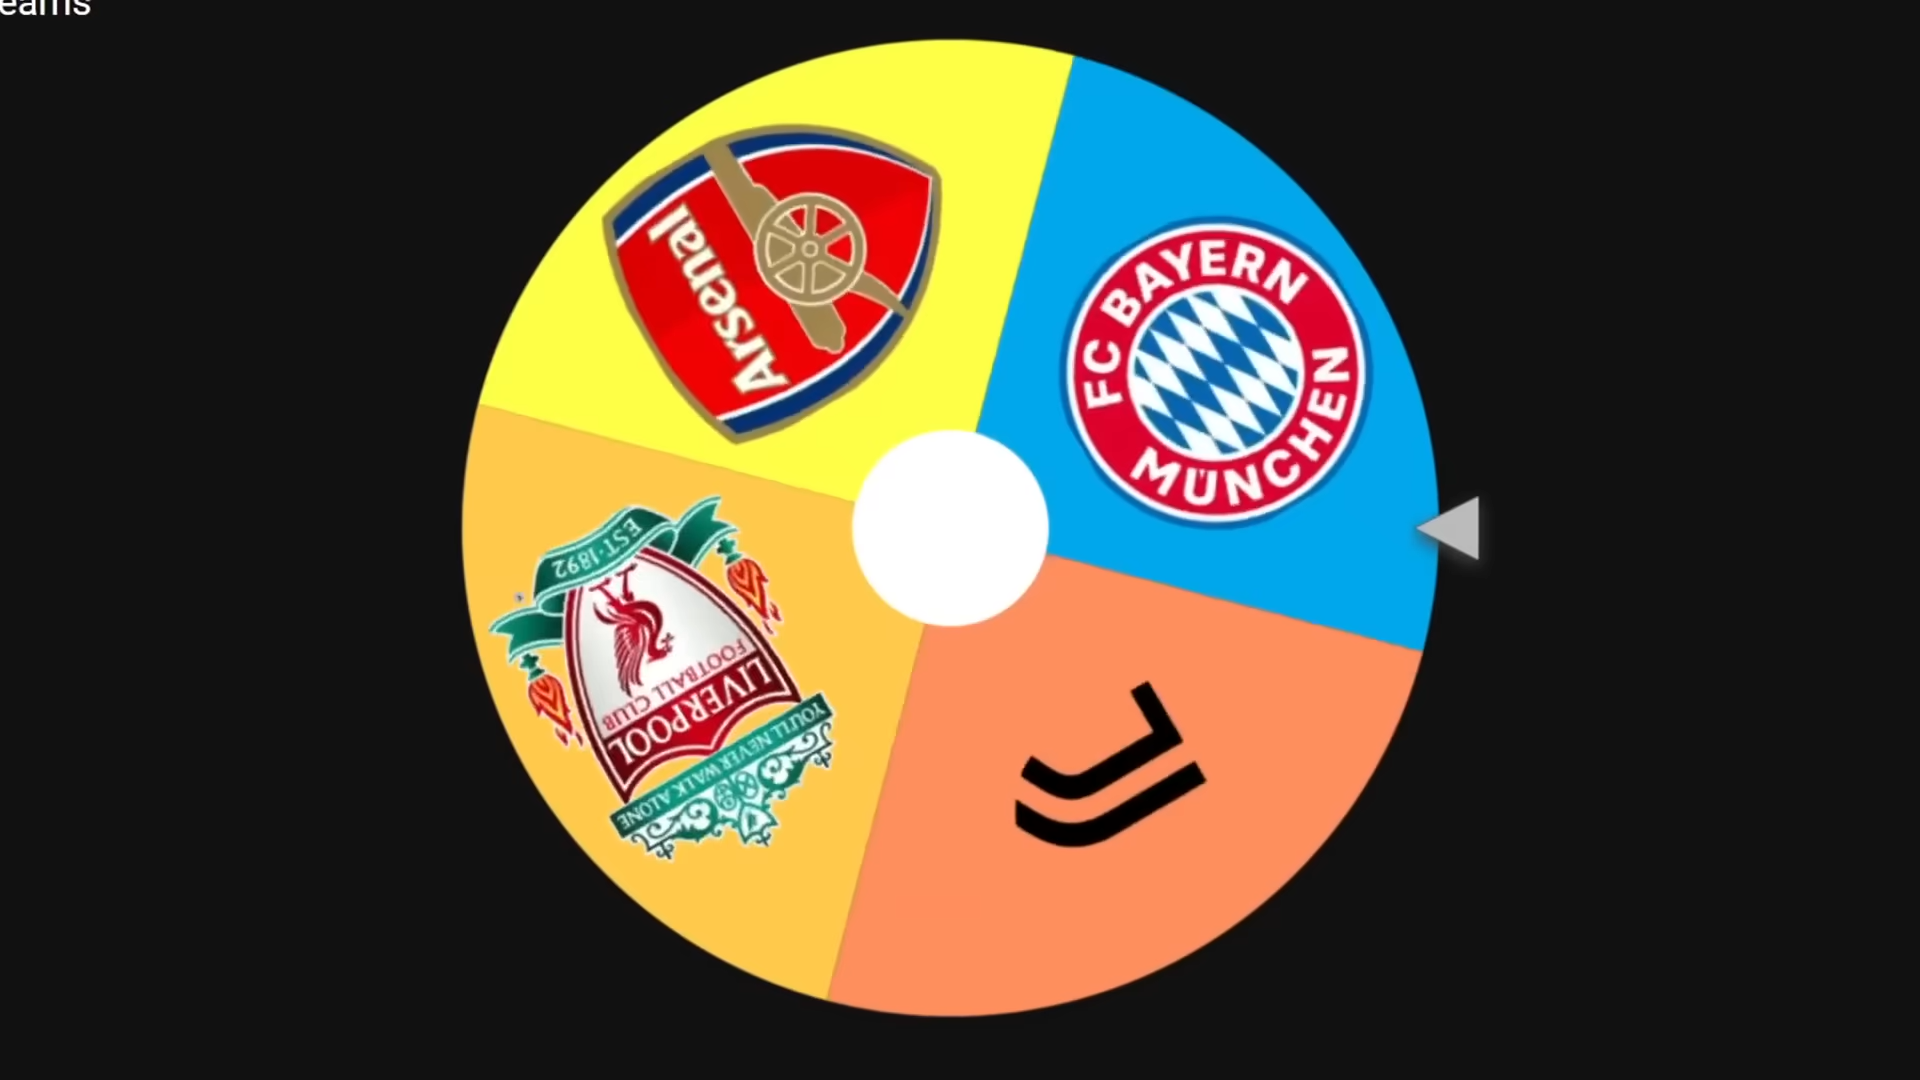 eams
Arsenal
FC BAYERN
MÜNCHEN
EST·1892
FOOTBALL CLUB
LIVERPOOL
YOU'LL NEVER WALK ALONE